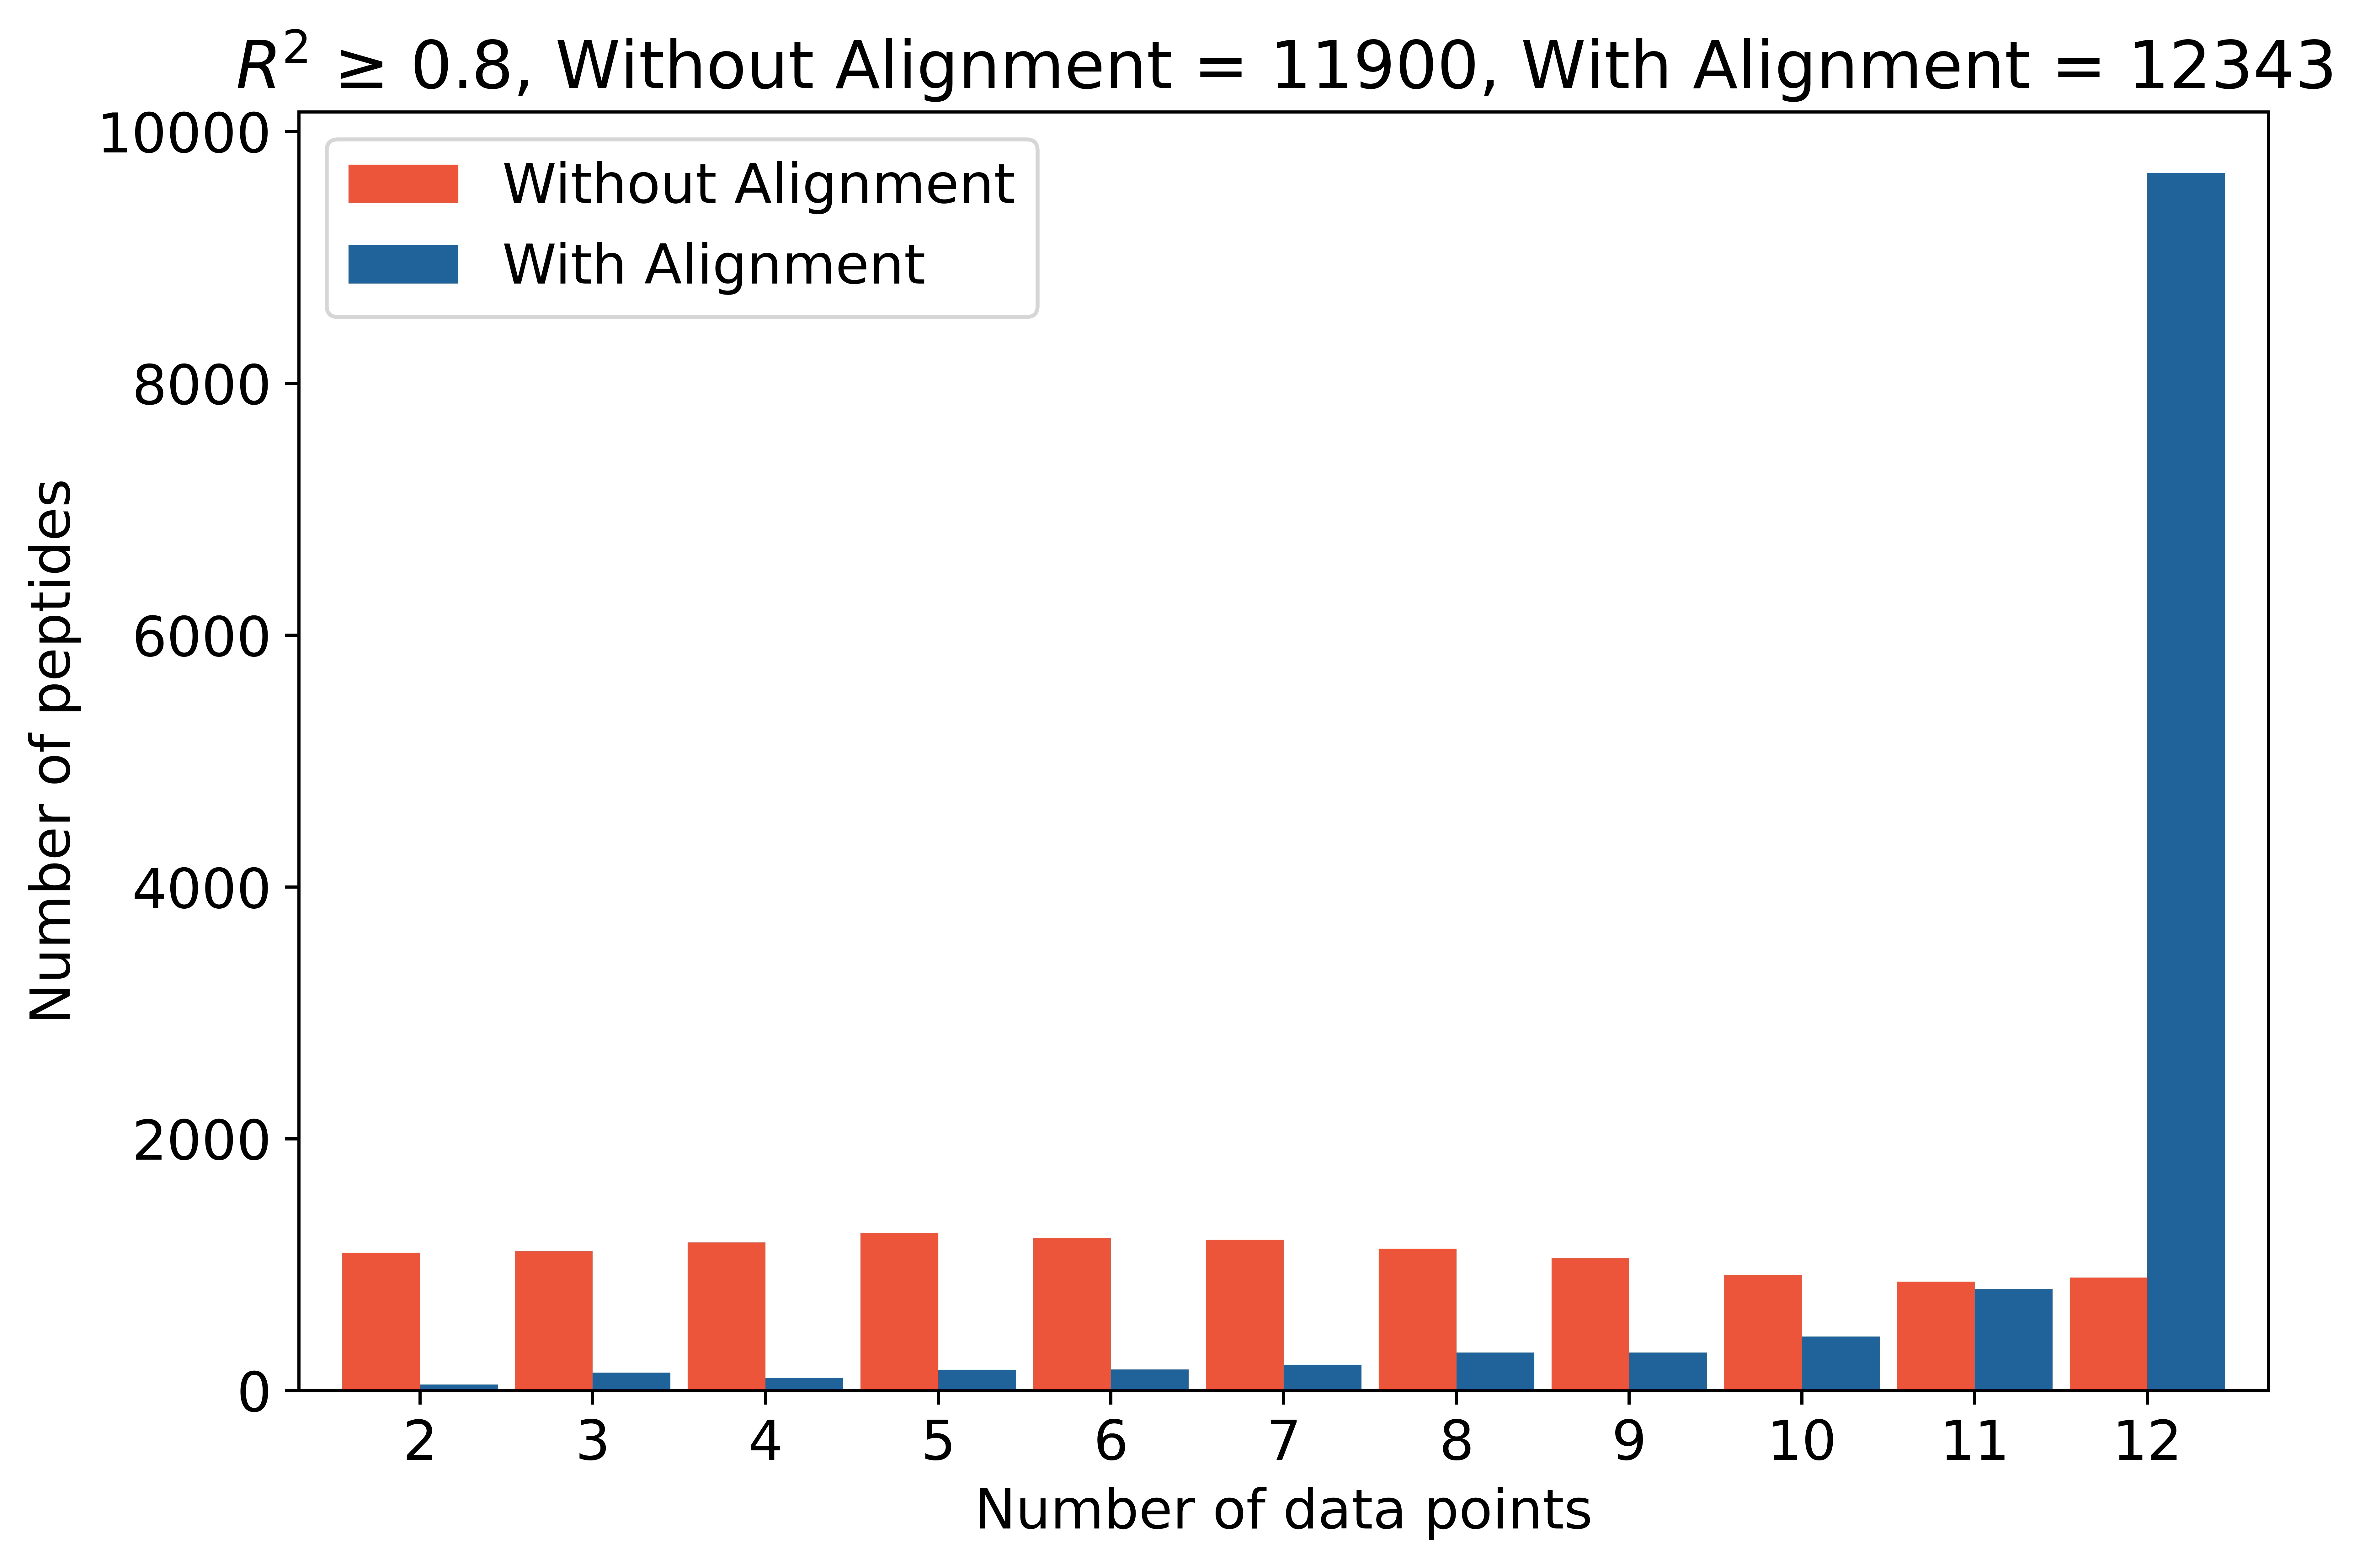 R² ≥ 0.8, Without Alignment = 11900, With Alignment = 12343
10000
8000
6000
4000
2000
0
Number of peptides
Without Alignment
With Alignment
2 3 4 5 6 7 8 9 10 11 12
Number of data points